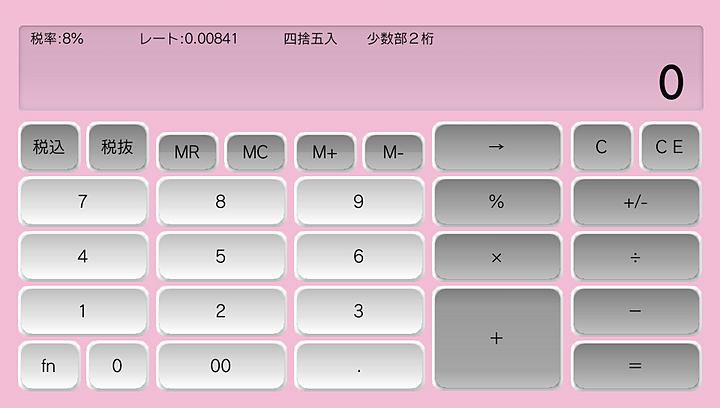 税率:8% レート:0.00841 四捨五入 少数部2桁
0
税込 税抜 MR MC M+ M- → C CE
7 8 9 % +/-
4 5 6 × ÷
1 2 3 + −
fn 0 00 . =